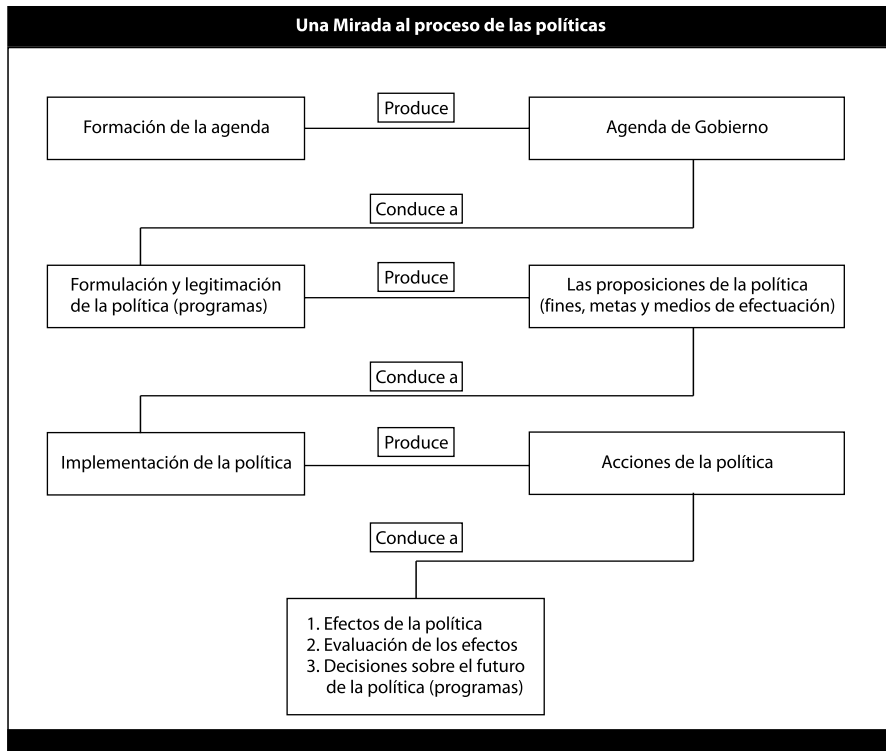 Una Mirada al proceso de las políticas
Formación de la agenda
Produce
Agenda de Gobierno
Conduce a
Formulación y legitimación
de la política (programas)
Produce
Las proposiciones de la política
(fines, metas y medios de efectuación)
Conduce a
Implementación de la política
Produce
Acciones de la política
Conduce a
1. Efectos de la política
2. Evaluación de los efectos
3. Decisiones sobre el futuro
de la política (programas)